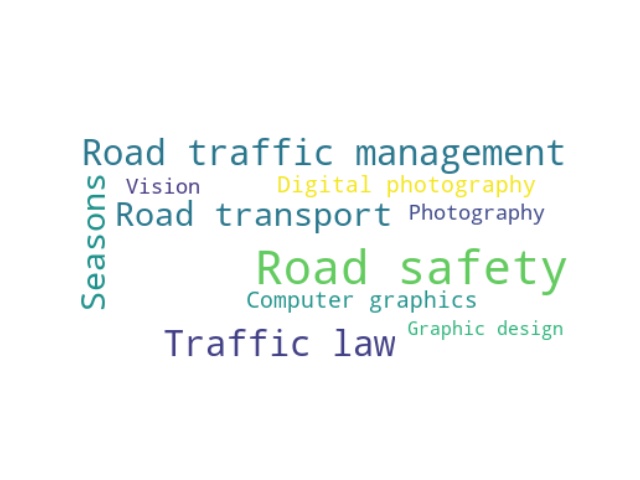 Road traffic management
Seasons
Vision
Digital photography
Road transport
Photography
Road safety
Computer graphics
Graphic design
Traffic law